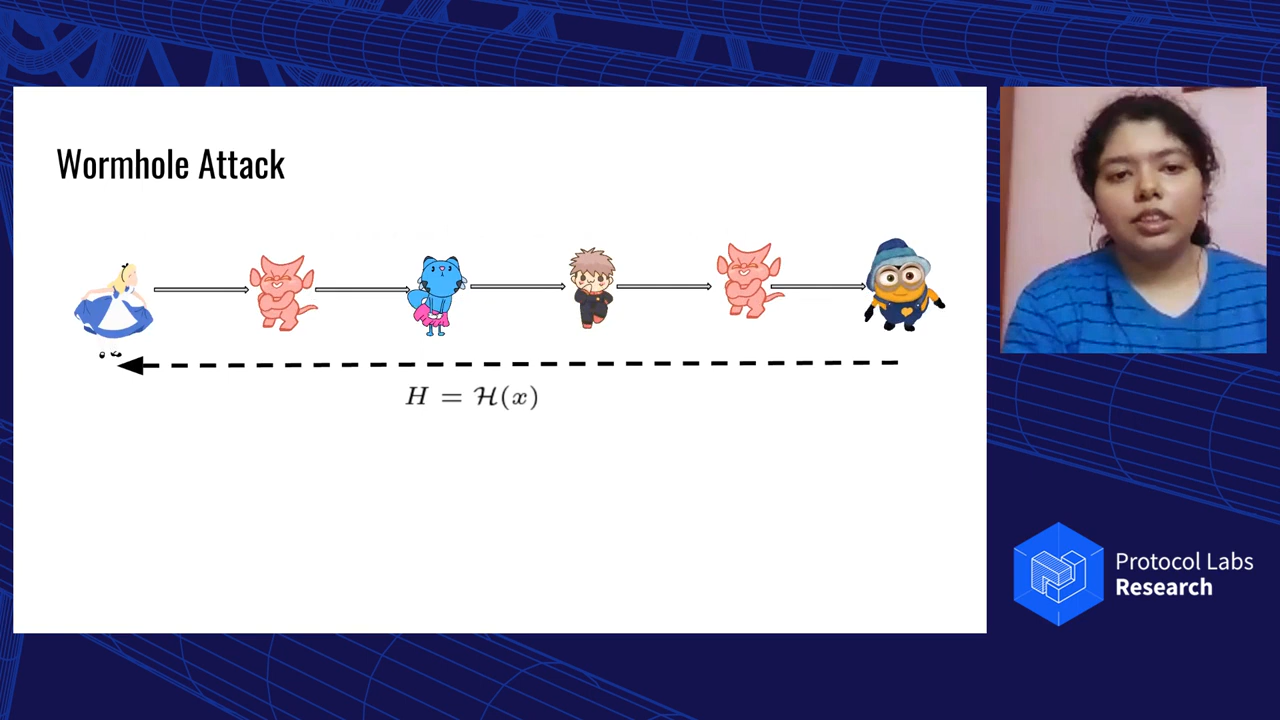 Wormhole Attack
H = ℋ(x)
Protocol Labs
Research